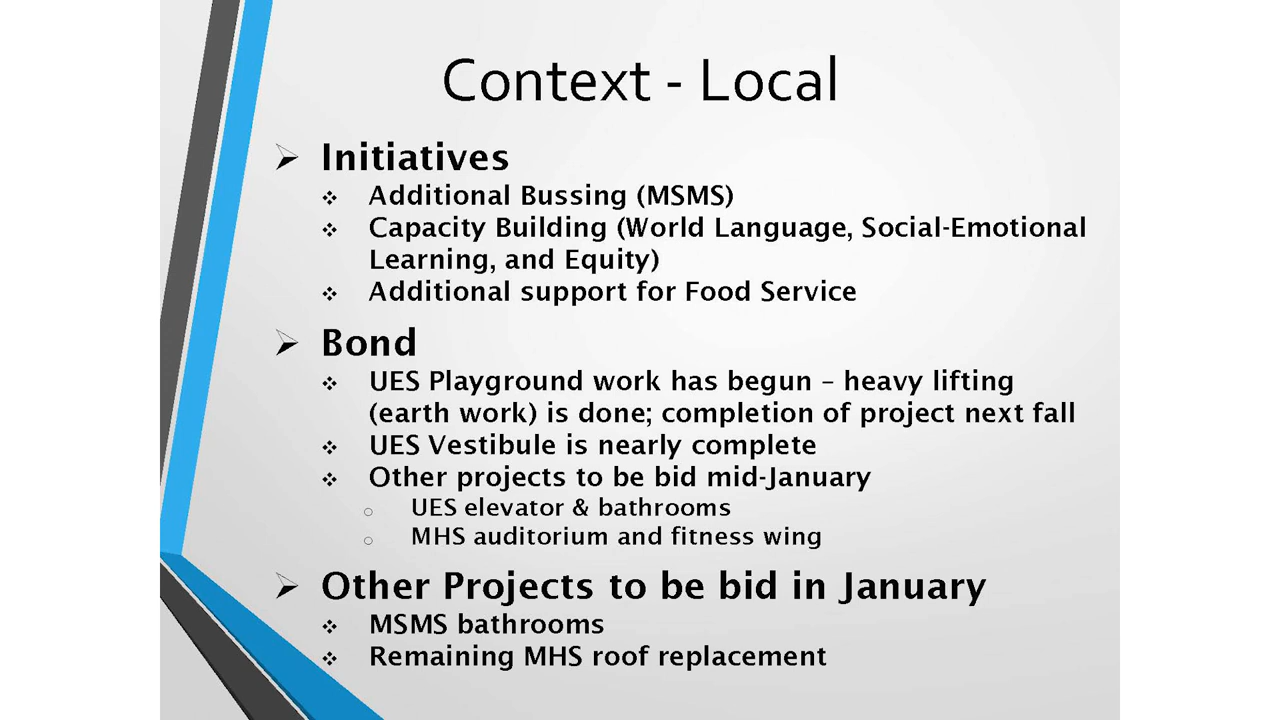 Context - Local
➢ Initiatives
❖ Additional Bussing (MSMS)
❖ Capacity Building (World Language, Social-Emotional
Learning, and Equity)
❖ Additional support for Food Service
➢ Bond
❖ UES Playground work has begun – heavy lifting
(earth work) is done; completion of project next fall
❖ UES Vestibule is nearly complete
❖ Other projects to be bid mid-January
○ UES elevator & bathrooms
○ MHS auditorium and fitness wing
➢ Other Projects to be bid in January
❖ MSMS bathrooms
❖ Remaining MHS roof replacement